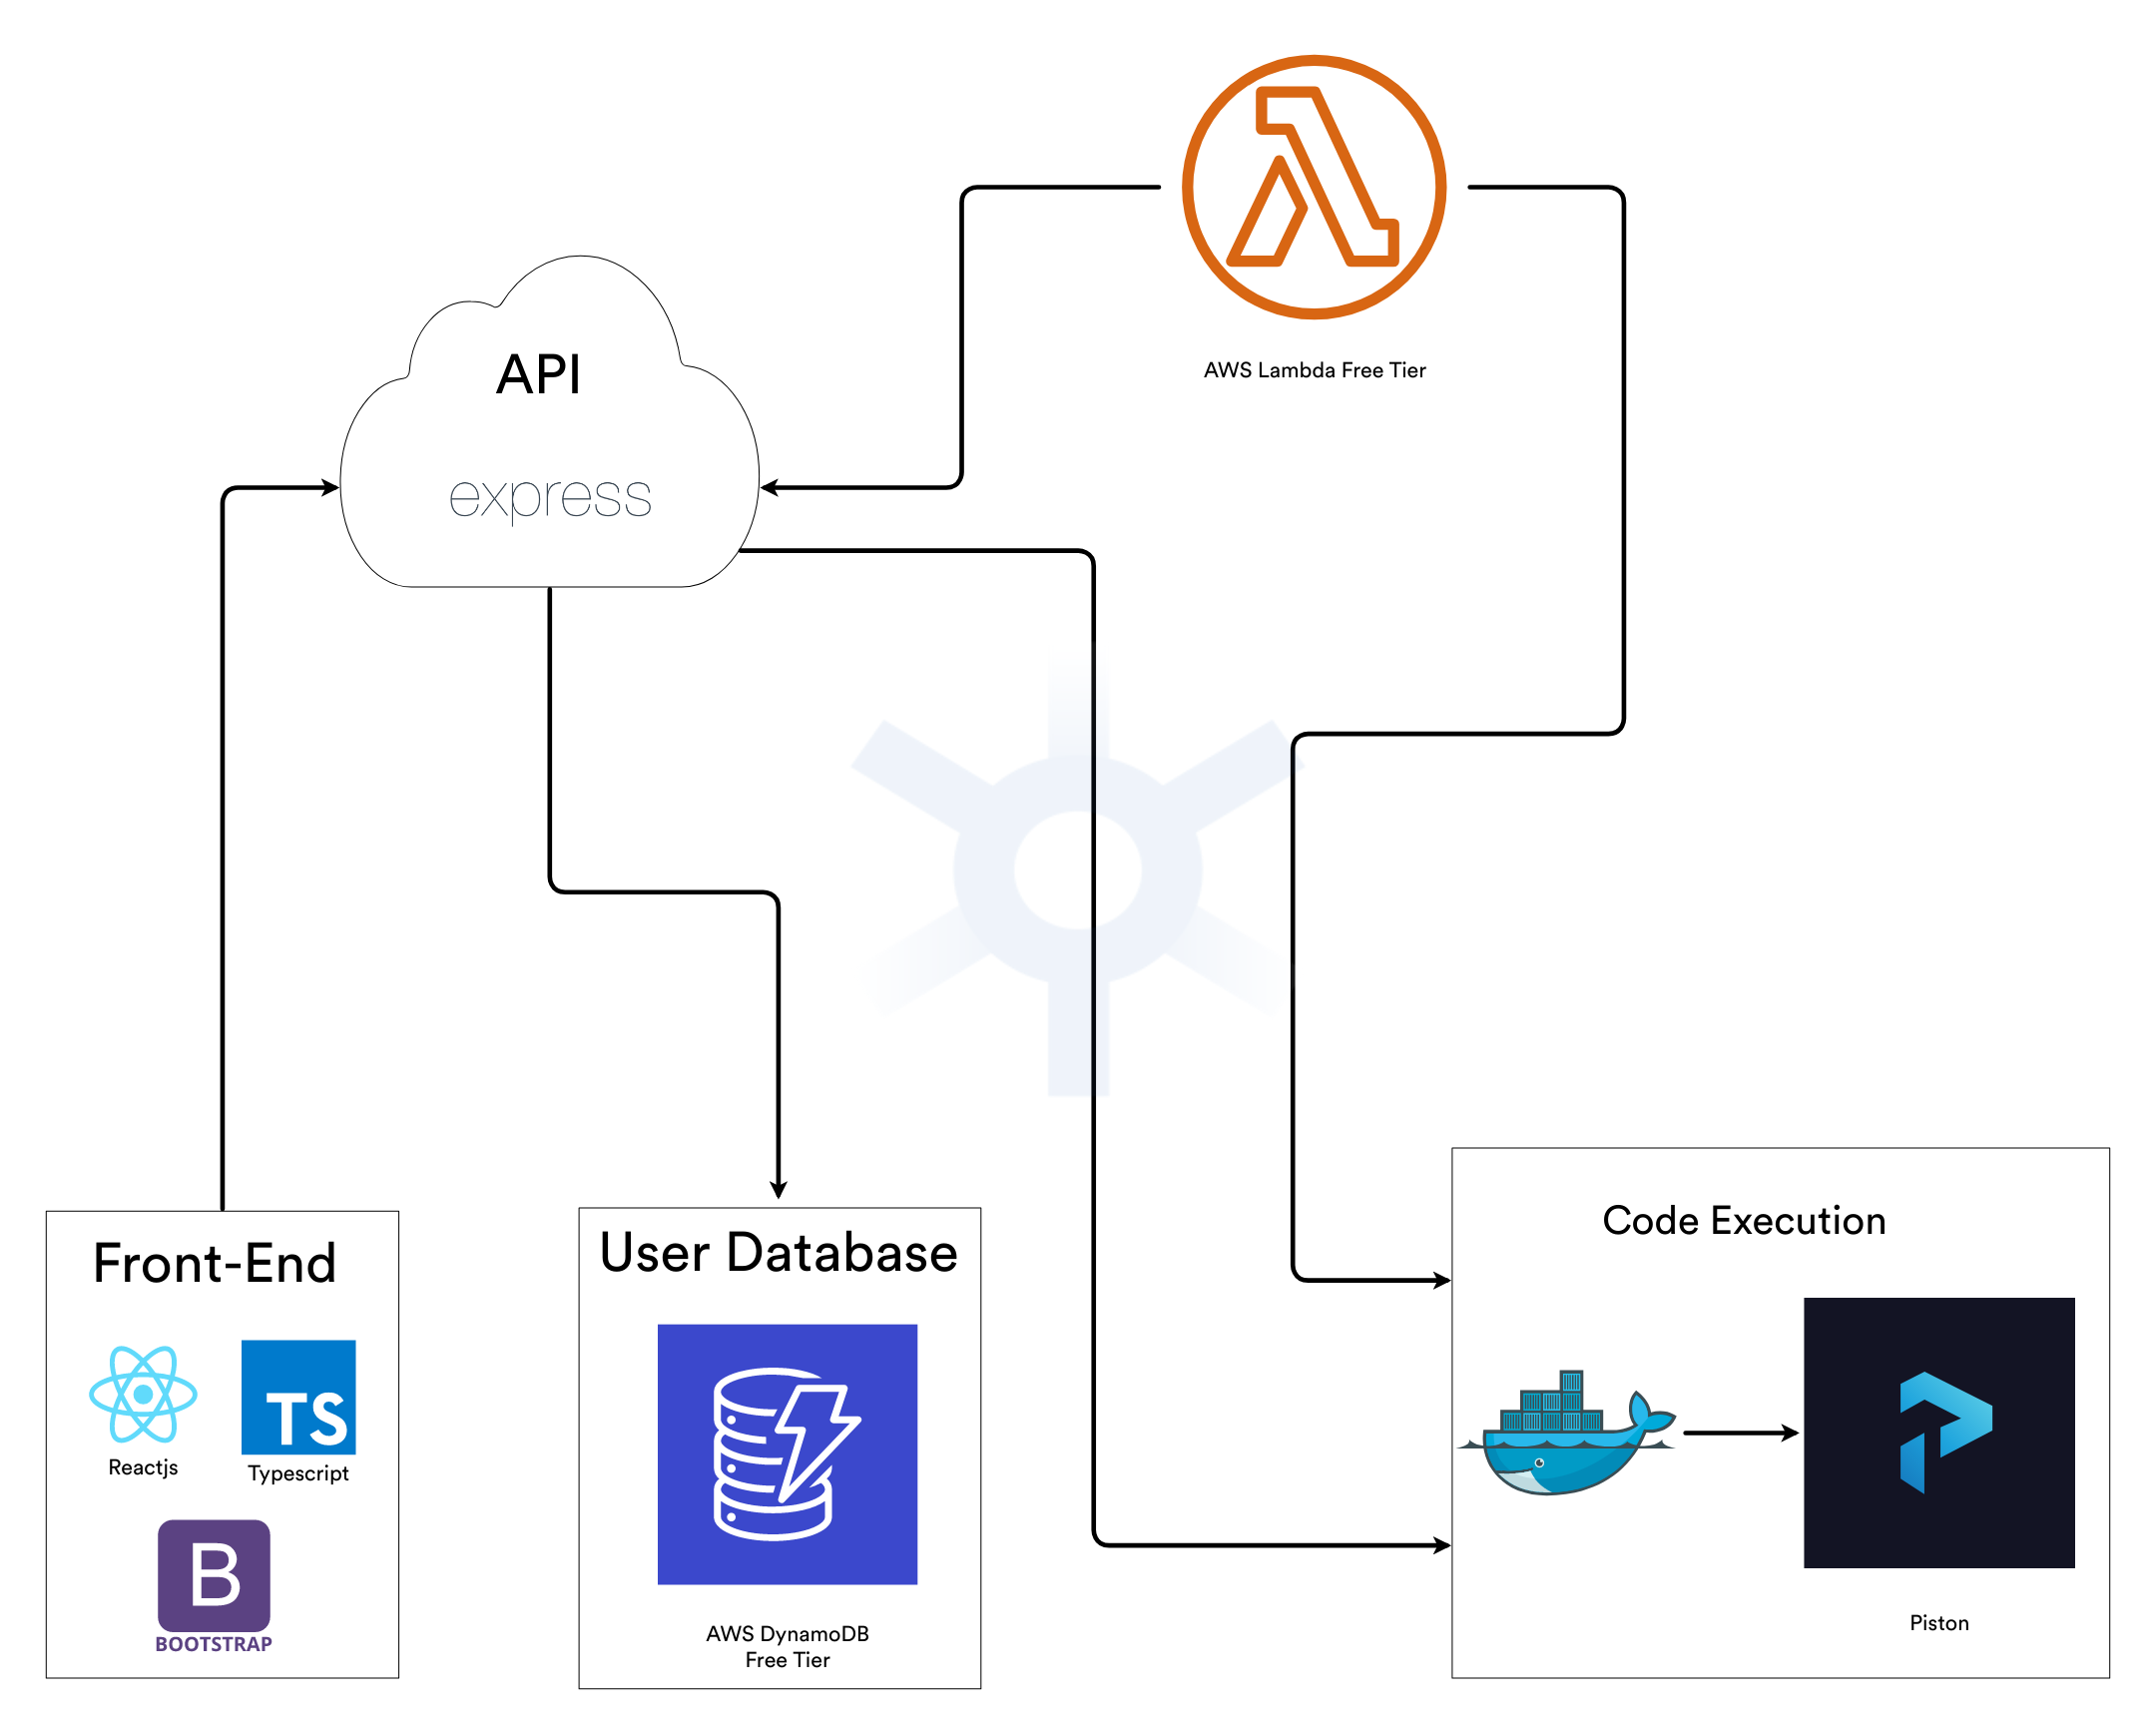 AWS Lambda Free Tier
API
express
Code Execution
Front-End
User Database
TS
Reactjs
Typescript
B
BOOTSTRAP
Piston
AWS DynamoDB
Free Tier